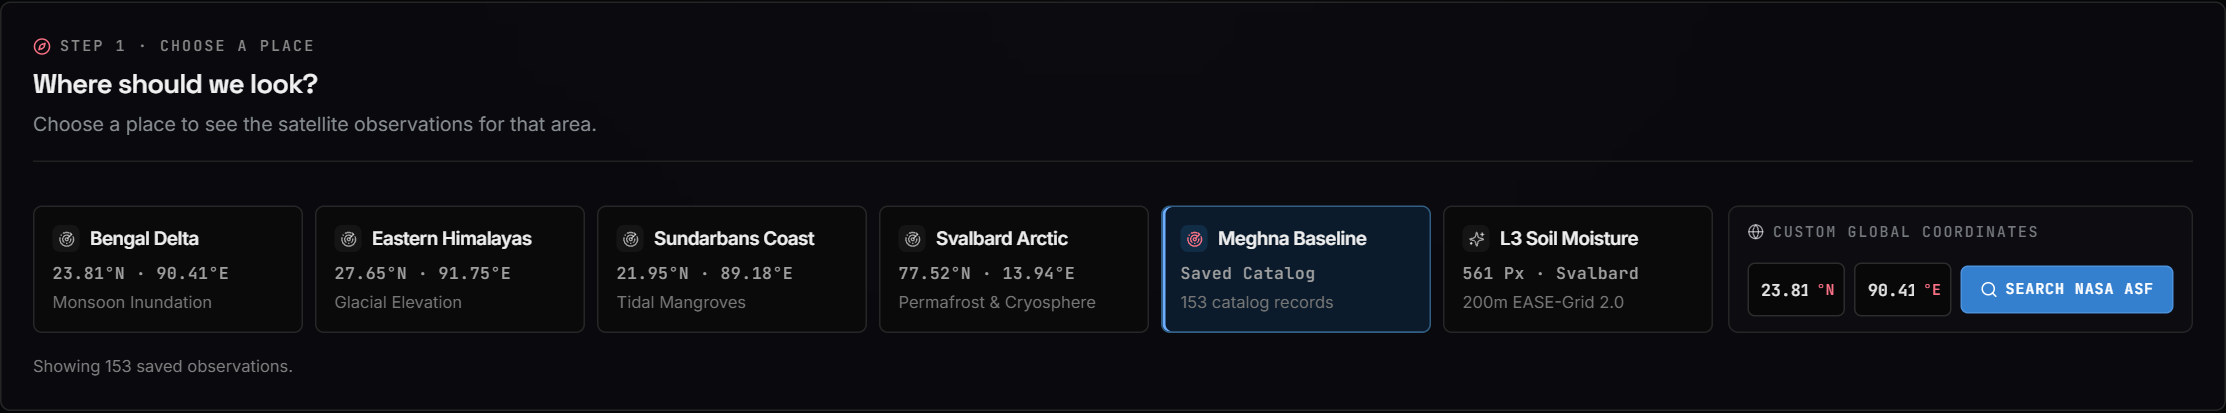 STEP 1 · CHOOSE A PLACE
Where should we look?
Choose a place to see the satellite observations for that area.
Bengal Delta
23.81°N · 90.41°E
Monsoon Inundation
Eastern Himalayas
27.65°N · 91.75°E
Glacial Elevation
Sundarbans Coast
21.95°N · 89.18°E
Tidal Mangroves
Svalbard Arctic
77.52°N · 13.94°E
Permafrost & Cryosphere
Meghna Baseline
Saved Catalog
153 catalog records
L3 Soil Moisture
561 Px · Svalbard
200m EASE-Grid 2.0
CUSTOM GLOBAL COORDINATES
23.81 °N
90.41 °E
SEARCH NASA ASF
Showing 153 saved observations.